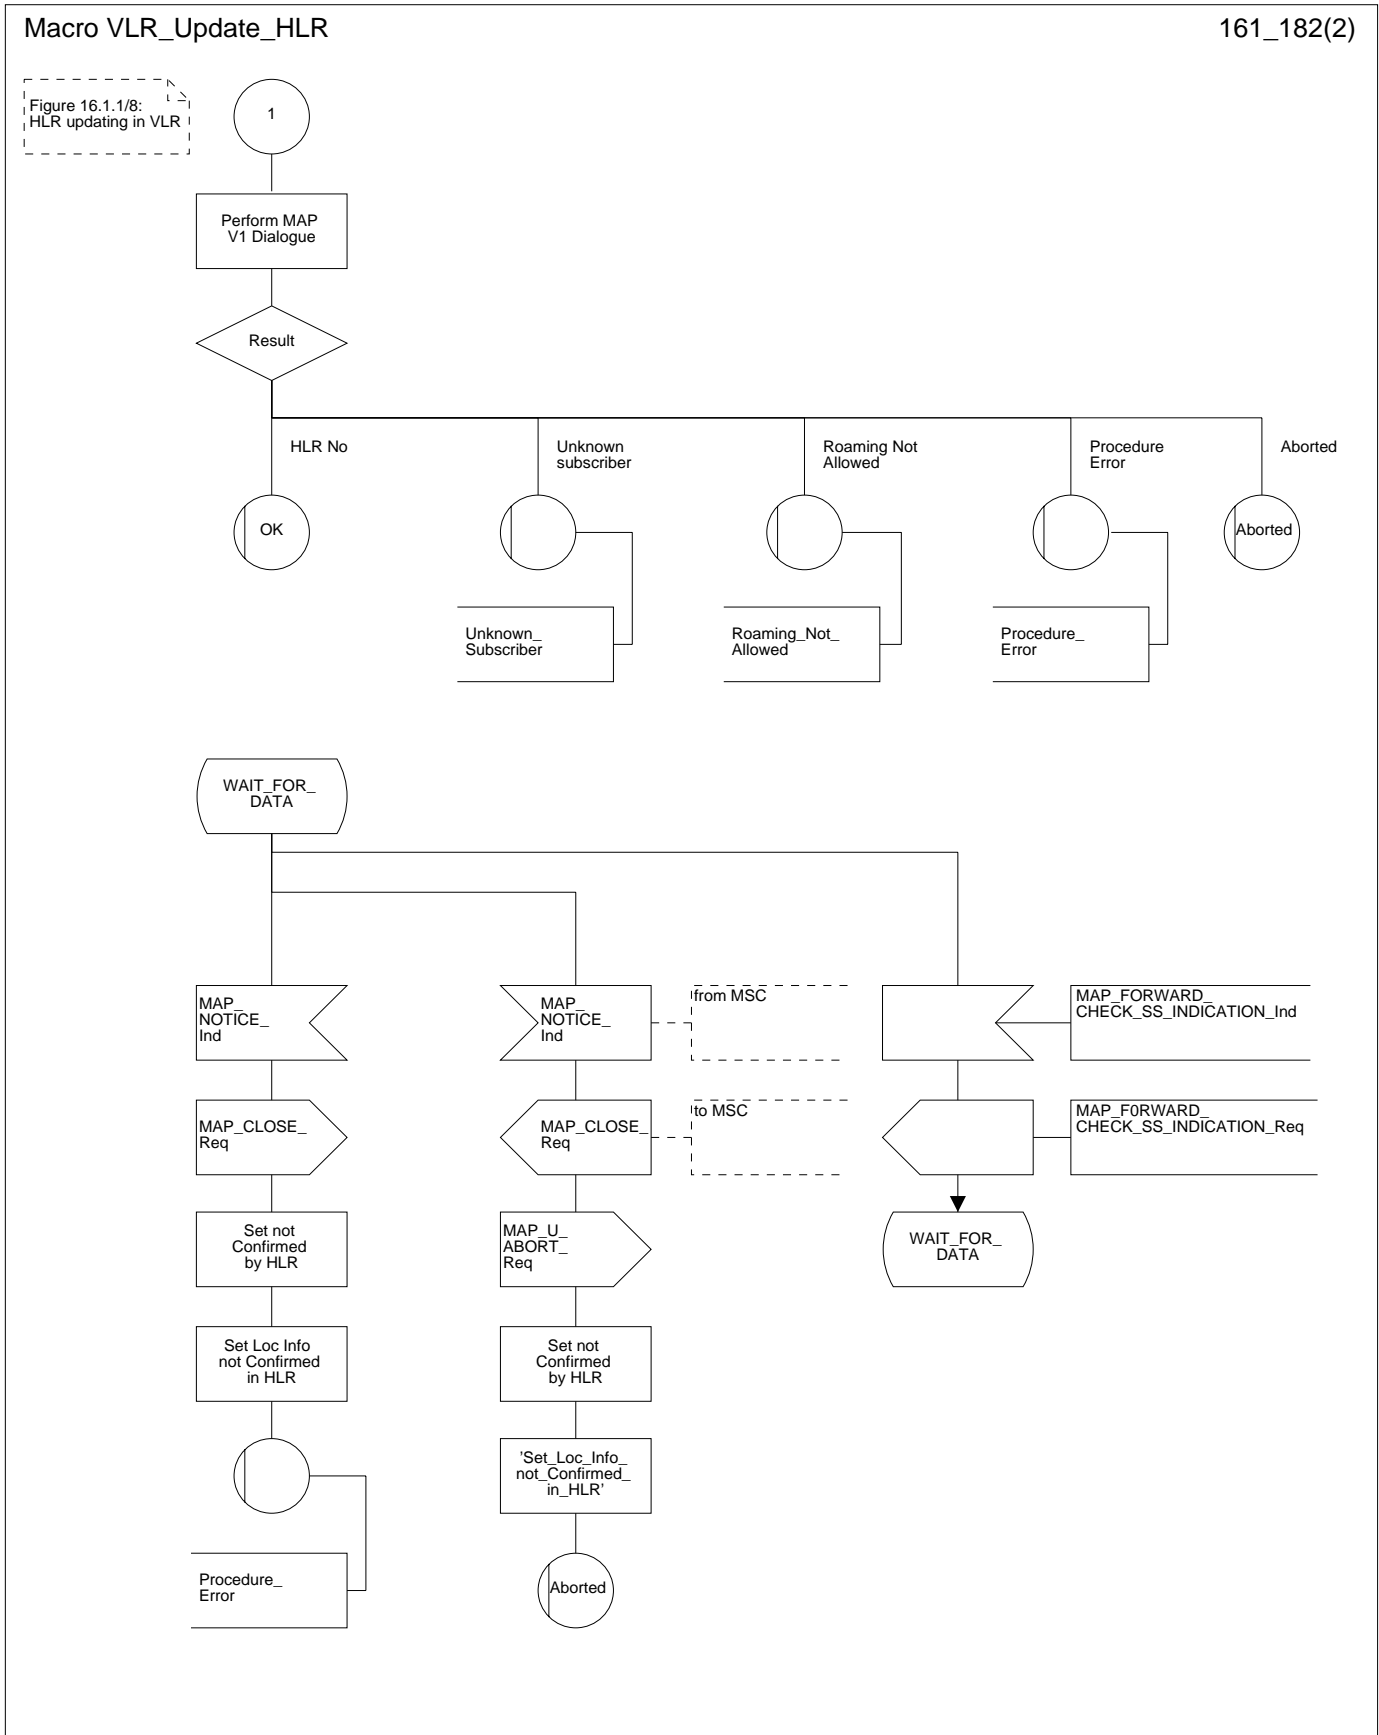 Macro VLR_Update_HLR
161_182(2)
Figure 16.1.1/8:
HLR updating in VLR
1
Perform MAP
V1 Dialogue
Result
HLR No
Unknown
subscriber
Roaming Not
Allowed
Procedure
Error
Aborted
OK
Aborted
Unknown_
Subscriber
Roaming_Not_
Allowed
Procedure_
Error
WAIT_FOR_
DATA
MAP_
NOTICE_
Ind
MAP_
NOTICE_
Ind
from MSC
MAP_FORWARD_
CHECK_SS_INDICATION_Ind
MAP_CLOSE_
Req
MAP_CLOSE_
Req
to MSC
MAP_F0RWARD_
CHECK_SS_INDICATION_Req
Set not
Confirmed
by HLR
MAP_U_
ABORT_
Req
WAIT_FOR_
DATA
Set Loc Info
not Confirmed
in HLR
Set not
Confirmed
by HLR
'Set_Loc_Info_
not_Confirmed_
in_HLR'
Procedure_
Error
Aborted